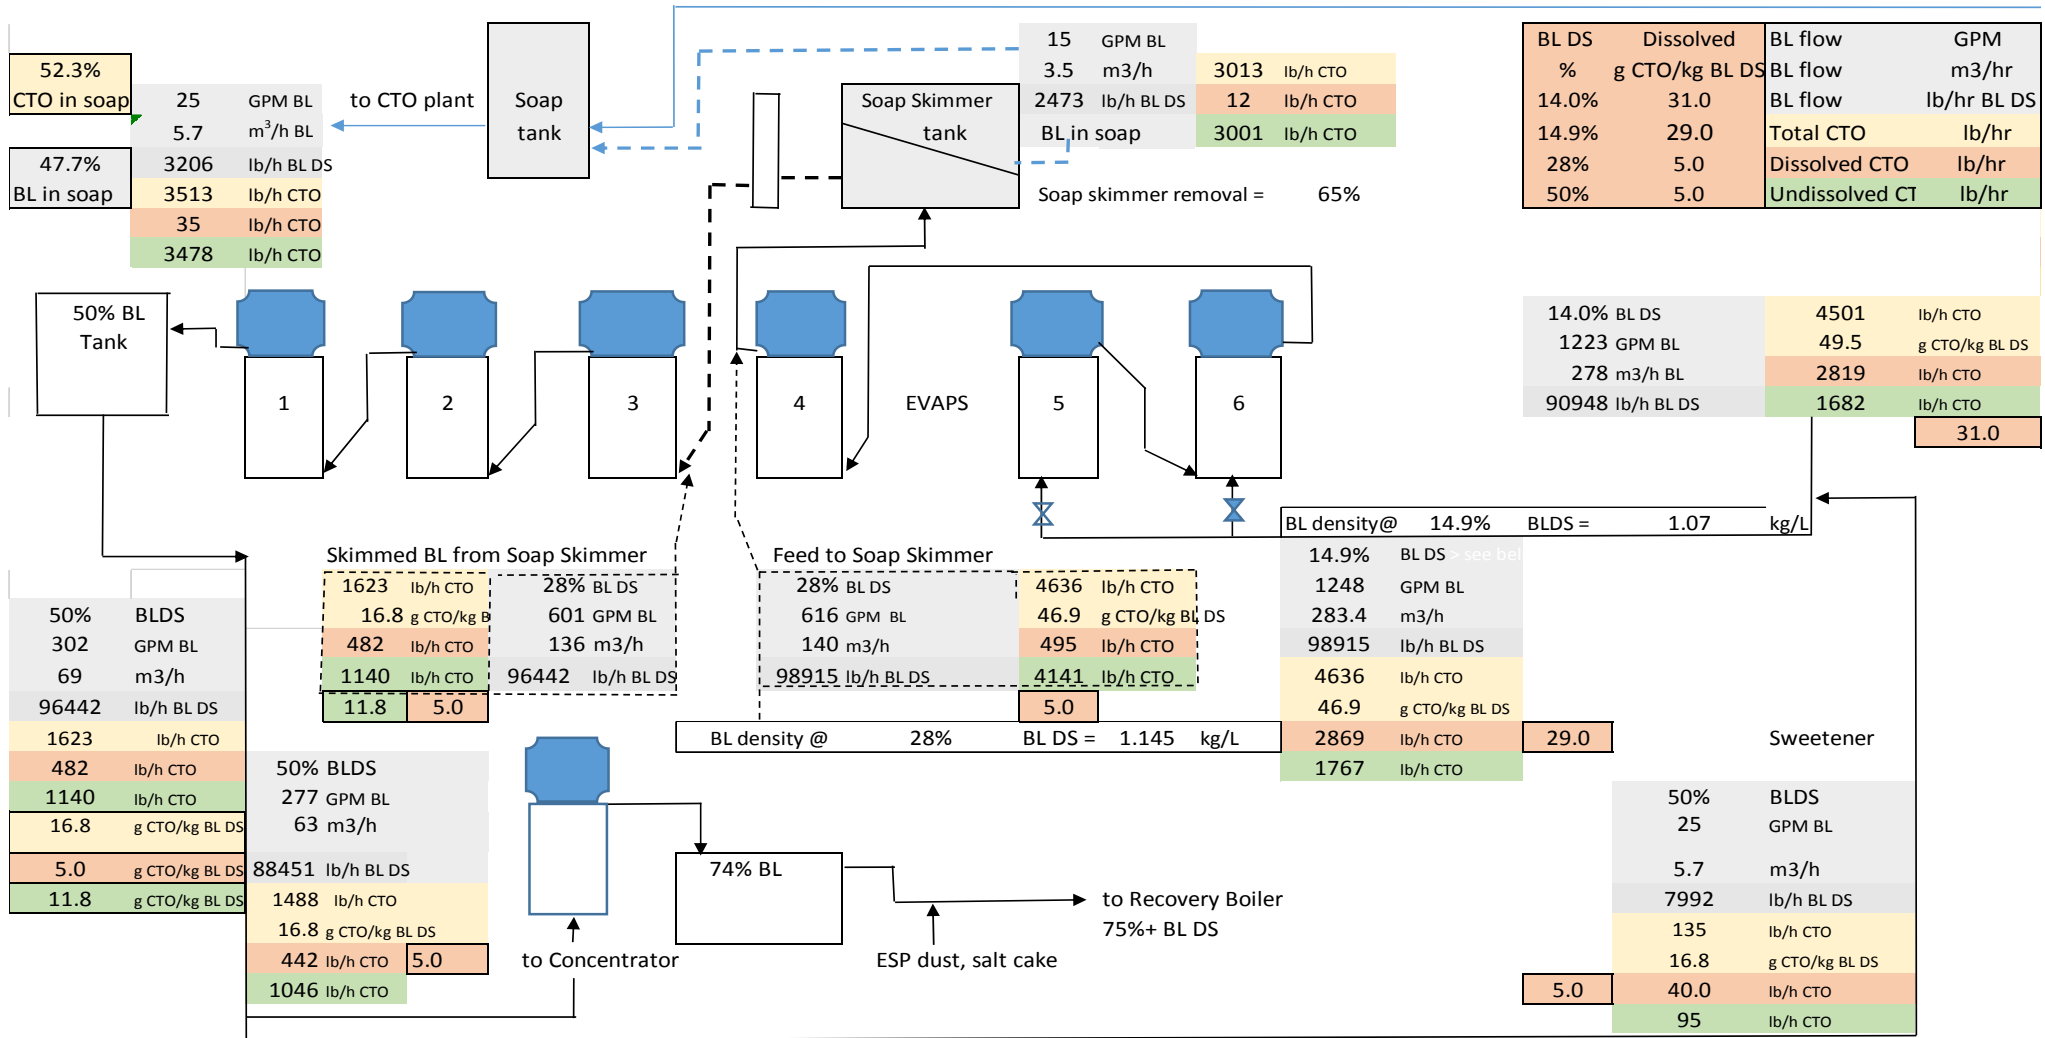 52.3%
CTO in soap
47.7%
BL in soap
25 GPM BL
5.7 m³/h BL
3206 lb/h BL DS
3513 lb/h CTO
35 lb/h CTO
3478 lb/h CTO
to CTO plant
Soap
tank
Soap Skimmer
tank
15 GPM BL
3.5 m3/h
2473 lb/h BL DS
BL in soap
3013 lb/h CTO
12 lb/h CTO
3001 lb/h CTO
Soap skimmer removal = 65%
BL DS Dissolved BL flow GPM
% g CTO/kg BL DS BL flow m3/hr
14.0% 31.0 BL flow lb/hr BL DS
14.9% 29.0 Total CTO lb/hr
28% 5.0 Dissolved CTO lb/hr
50% 5.0 Undissolved CT lb/hr
50% BL
Tank
1
2
3
4
EVAPS
5
6
14.0% BL DS 4501 lb/h CTO
1223 GPM BL 49.5 g CTO/kg BL DS
278 m3/h BL 2819 lb/h CTO
90948 lb/h BL DS 1682 lb/h CTO
31.0
BL density@ 14.9% BLDS = 1.07 kg/L
14.9% BL DS > see bel
1248 GPM BL
283.4 m3/h
98915 lb/h BL DS
4636 lb/h CTO
46.9 g CTO/kg BL DS
2869 lb/h CTO 29.0
1767 lb/h CTO
Skimmed BL from Soap Skimmer
1623 lb/h CTO 28% BL DS
16.8 g CTO/kg B 601 GPM BL
482 lb/h CTO 136 m3/h
1140 lb/h CTO 96442 lb/h BL DS
11.8 5.0
Feed to Soap Skimmer
28% BL DS 4636 lb/h CTO
616 GPM BL 46.9 g CTO/kg BL DS
140 m3/h 495 lb/h CTO
98915 lb/h BL DS 4141 lb/h CTO
5.0
BL density @ 28% BL DS = 1.145 kg/L
50% BLDS
302 GPM BL
69 m3/h
96442 lb/h BL DS
1623 lb/h CTO
482 lb/h CTO
1140 lb/h CTO
16.8 g CTO/kg BL DS
5.0 g CTO/kg BL DS
11.8 g CTO/kg BL DS
50% BLDS
277 GPM BL
63 m3/h
88451 lb/h BL DS
1488 lb/h CTO
16.8 g CTO/kg BL DS
442 lb/h CTO 5.0
1046 lb/h CTO
to Concentrator
74% BL
ESP dust, salt cake
to Recovery Boiler
75%+ BL DS
Sweetener
50% BLDS
25 GPM BL
5.7 m3/h
7992 lb/h BL DS
135 lb/h CTO
16.8 g CTO/kg BL DS
5.0 40.0 lb/h CTO
95 lb/h CTO